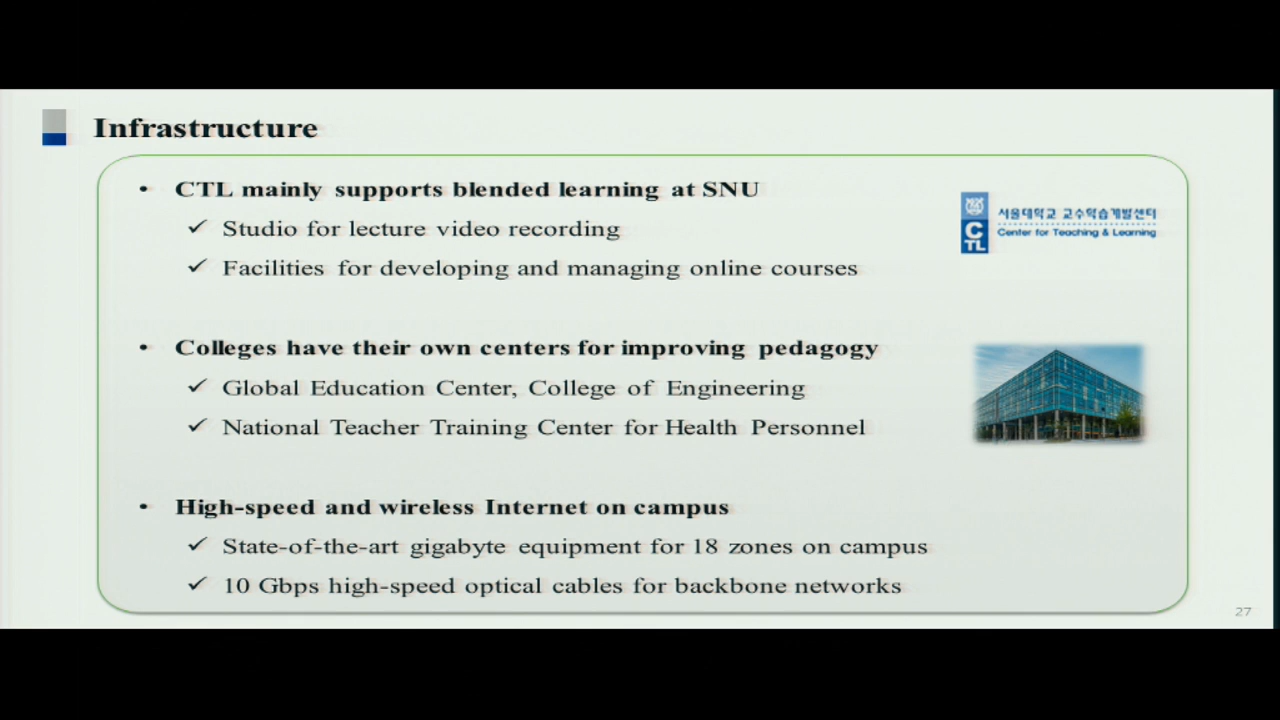 Infrastructure
• CTL mainly supports blended learning at SNU
✓ Studio for lecture video recording
✓ Facilities for developing and managing online courses
서울대학교 교수학습개발센터
CTL
Center for Teaching & Learning
• Colleges have their own centers for improving pedagogy
✓ Global Education Center, College of Engineering
✓ National Teacher Training Center for Health Personnel
• High-speed and wireless Internet on campus
✓ State-of-the-art gigabyte equipment for 18 zones on campus
✓ 10 Gbps high-speed optical cables for backbone networks
27